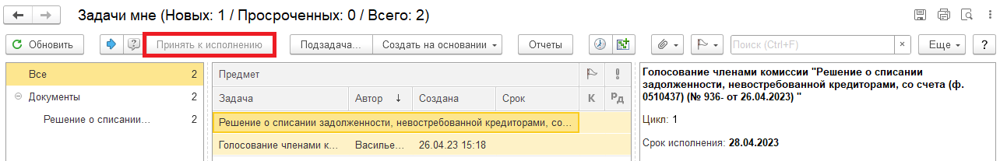 Задачи мне (Новых: 1 / Просроченных: 0 / Всего: 2)
Обновить Принять к исполнению Подзадача... Создать на основании Отчеты Поиск (Ctrl+F) × Еще ?
Все 2
Документы 2
Решение о списании... 2
Предмет
Задача Автор ↓ Создана Срок К Рд
Решение о списании задолженности, невостребованной кредиторами, со...
Голосование членами к... Василье... 26.04.23 15:18
Голосование членами комиссии "Решение о списании
задолженности, невостребованной кредиторами, со счета (ф.
0510437) (№ 936- от 26.04.2023) "
Цикл: 1
Срок исполнения: 28.04.2023